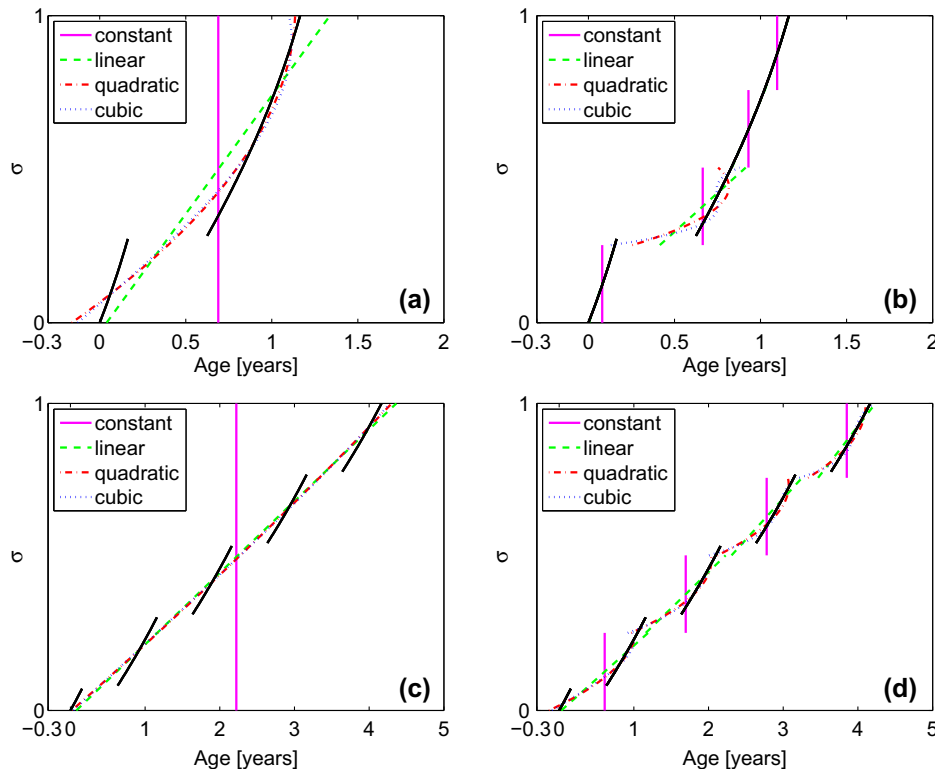 1
constant
linear
quadratic
cubic
σ
(a)
0
−0.3 0 0.5 1 1.5 2
Age [years]
1
constant
linear
quadratic
cubic
σ
(b)
0
−0.3 0 0.5 1 1.5 2
Age [years]
1
constant
linear
quadratic
cubic
σ
(c)
0
−0.3 0 1 2 3 4 5
Age [years]
1
constant
linear
quadratic
cubic
σ
(d)
0
−0.3 0 1 2 3 4 5
Age [years]